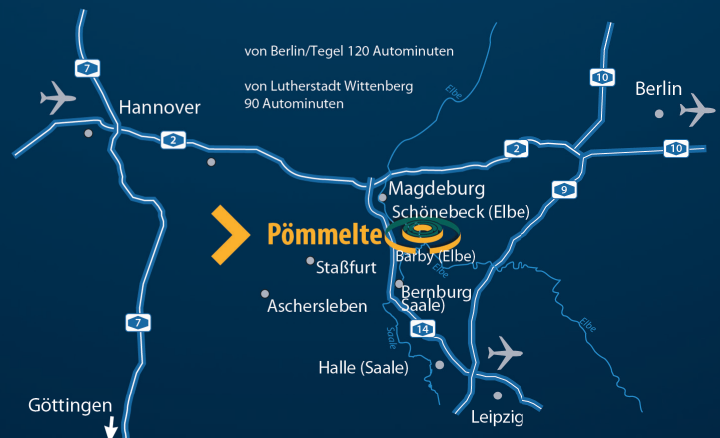 von Berlin/Tegel 120 Autominuten
7
10
von Lutherstadt Wittenberg
90 Autominuten
Elbe
Berlin
Hannover
2
2
10
Magdeburg
9
Schönebeck (Elbe)
Pömmelte
Barby (Elbe)
Staßfurt
Elbe
Bernburg
Saale)
Aschersleben
7
14
Elbe
Saale
Halle (Saale)
Göttingen
Leipzig